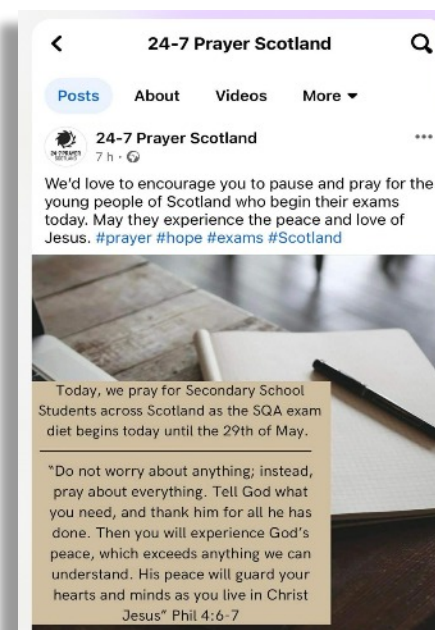 24-7 Prayer Scotland
Posts About Videos More
24-7 PRAYER
SCOTLAND
24-7 Prayer Scotland
7 h ·
We'd love to encourage you to pause and pray for the
young people of Scotland who begin their exams
today. May they experience the peace and love of
Jesus. #prayer #hope #exams #Scotland
Today, we pray for Secondary School
Students across Scotland as the SQA exam
diet begins today until the 29th of May.
"Do not worry about anything; instead,
pray about everything. Tell God what
you need, and thank him for all he has
done. Then you will experience God's
peace, which exceeds anything we can
understand. His peace will guard your
hearts and minds as you live in Christ
Jesus" Phil 4:6-7